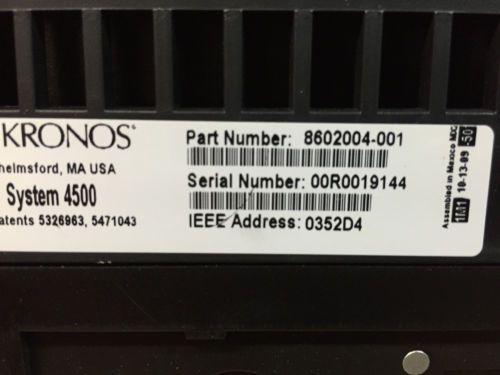 KRONOS
helmsford, MA USA
System 4500
atents 5326963, 5471043
Part Number: 8602004-001
Serial Number: 00R0019144
IEEE Address: 0352D4
Assembled in Mexico
10-13-09